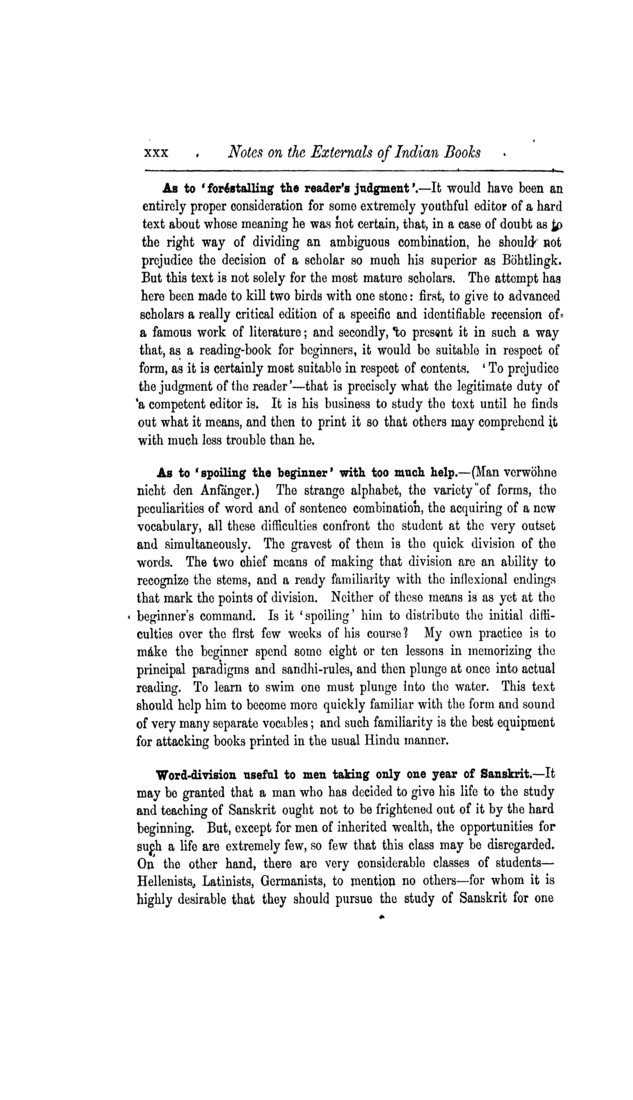 xxx Notes on the Externals of Indian Books
As to ‘forestalling the reader's judgment’.—It would have been an
entirely proper consideration for some extremely youthful editor of a hard
text about whose meaning he was not certain, that, in a case of doubt as to
the right way of dividing an ambiguous combination, he should not
prejudice the decision of a scholar so much his superior as Böhtlingk.
But this text is not solely for the most mature scholars. The attempt has
here been made to kill two birds with one stone: first, to give to advanced
scholars a really critical edition of a specific and identifiable recension of
a famous work of literature; and secondly, to present it in such a way
that, as a reading-book for beginners, it would be suitable in respect of
form, as it is certainly most suitable in respect of contents. ‘To prejudice
the judgment of the reader’—that is precisely what the legitimate duty of
a competent editor is. It is his business to study the text until he finds
out what it means, and then to print it so that others may comprehend it
with much less trouble than he.
As to ‘spoiling the beginner’ with too much help.—(Man verwöhne
nicht den Anfänger.) The strange alphabet, the variety of forms, the
peculiarities of word and of sentence combination, the acquiring of a new
vocabulary, all these difficulties confront the student at the very outset
and simultaneously. The gravest of them is the quick division of the
words. The two chief means of making that division are an ability to
recognize the stems, and a ready familiarity with the inflexional endings
that mark the points of division. Neither of these means is as yet at the
beginner's command. Is it ‘spoiling’ him to distribute the initial diffi-
culties over the first few weeks of his course? My own practice is to
make the beginner spend some eight or ten lessons in memorizing the
principal paradigms and sandhi-rules, and then plunge at once into actual
reading. To learn to swim one must plunge into the water. This text
should help him to become more quickly familiar with the form and sound
of very many separate vocables; and such familiarity is the best equipment
for attacking books printed in the usual Hindu manner.
Word-division useful to men taking only one year of Sanskrit.—It
may be granted that a man who has decided to give his life to the study
and teaching of Sanskrit ought not to be frightened out of it by the hard
beginning. But, except for men of inherited wealth, the opportunities for
such a life are extremely few, so few that this class may be disregarded.
On the other hand, there are very considerable classes of students—
Hellenists, Latinists, Germanists, to mention no others—for whom it is
highly desirable that they should pursue the study of Sanskrit for one